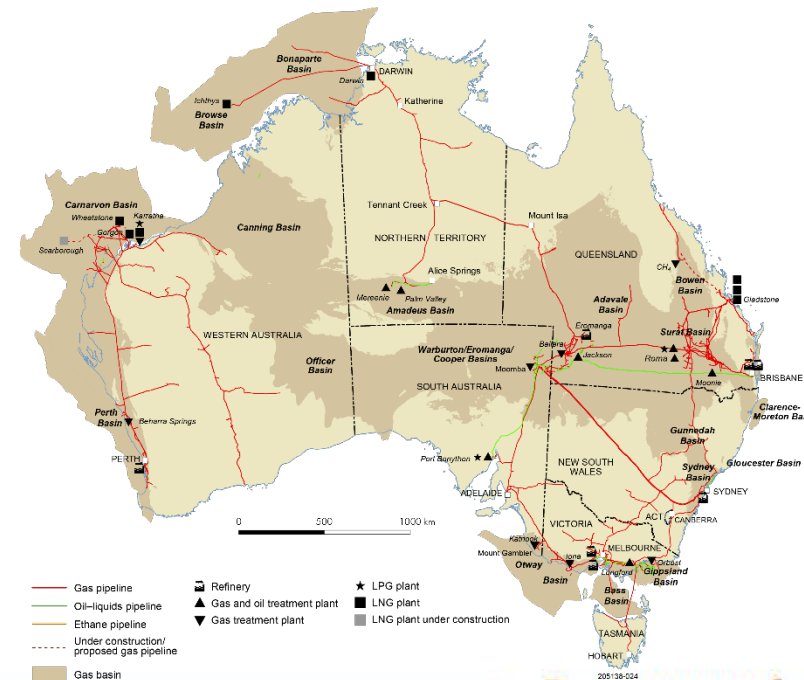 Bonaparte
Basin
DARWIN
Darwin
Ichthys
Browse
Basin
Katherine
Carnarvon Basin
Wheatstone
Karratha
Gorgon
Scarborough
Canning Basin
Tennant Creek
Mount Isa
NORTHERN TERRITORY
QUEENSLAND
CH₄
Bowen
Basin
Gladstone
Alice Springs
Mereenie
Palm Valley
Amadeus Basin
Adavale
Basin
Eromanga
WESTERN AUSTRALIA
Surat Basin
Officer
Basin
Warburton/Eromanga/
Cooper Basins
Ballera
Jackson
Roma
Moomba
Moonie
BRISBANE
SOUTH AUSTRALIA
Clarence-
Moreton Ba
Perth
Basin
Beharra Springs
Gunnedah
Basin
PERTH
Port Bonython
NEW SOUTH
WALES
Sydney
Basin
Gloucester Basin
ADELAIDE
SYDNEY
ACT
CANBERRA
VICTORIA
Katnook
Mount Gambier
Iona
MELBOURNE
Orbost
Longford
Otway
Basin
Gippsland
Basin
Bass
Basin
TASMANIA
HOBART
0
500
1000 km
Gas pipeline
Oil–liquids pipeline
Ethane pipeline
Under construction/
proposed gas pipeline
Gas basin
Refinery
Gas and oil treatment plant
Gas treatment plant
LPG plant
LNG plant
LNG plant under construction
205138-024